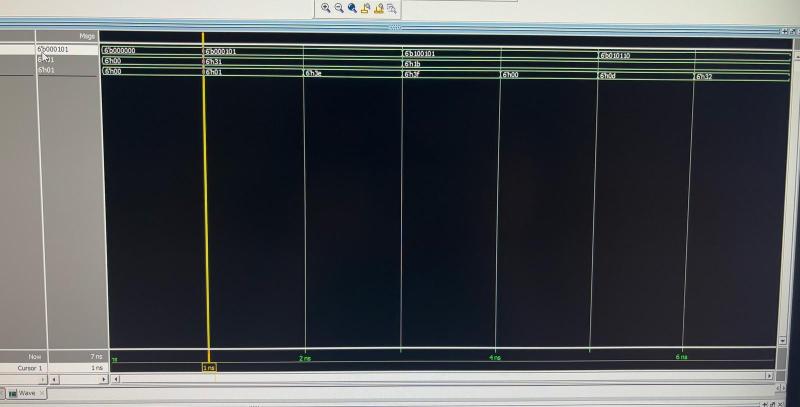 Msgs
6'b000101 6'b000000 6'b000101 6'b100101 6'b010110
6'h00 6'h31 6'h1b
6'h01 6'h00 6'h01 6'h3e 6'h3f 6'h00 6'h0d 6'h32
Now 7 ns ns 2 ns 4 ns 6 ns
Cursor 1 1 ns 1 ns
Wave